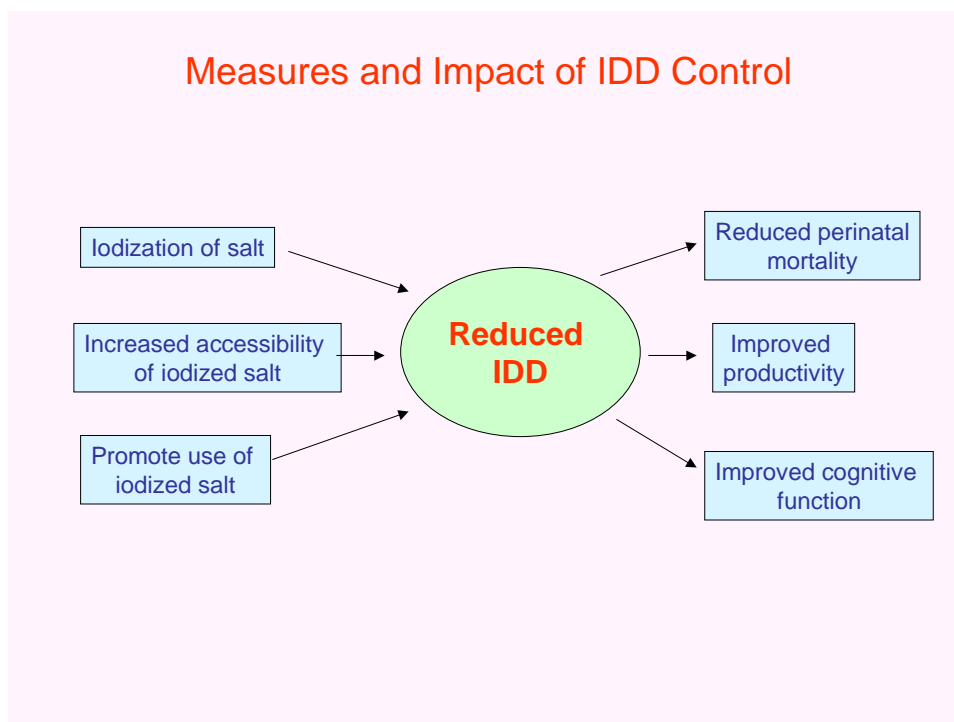 Measures and Impact of IDD Control
Iodization of salt
Increased accessibility
of iodized salt
Promote use of
iodized salt
Reduced
IDD
Reduced perinatal
mortality
Improved
productivity
Improved cognitive
function